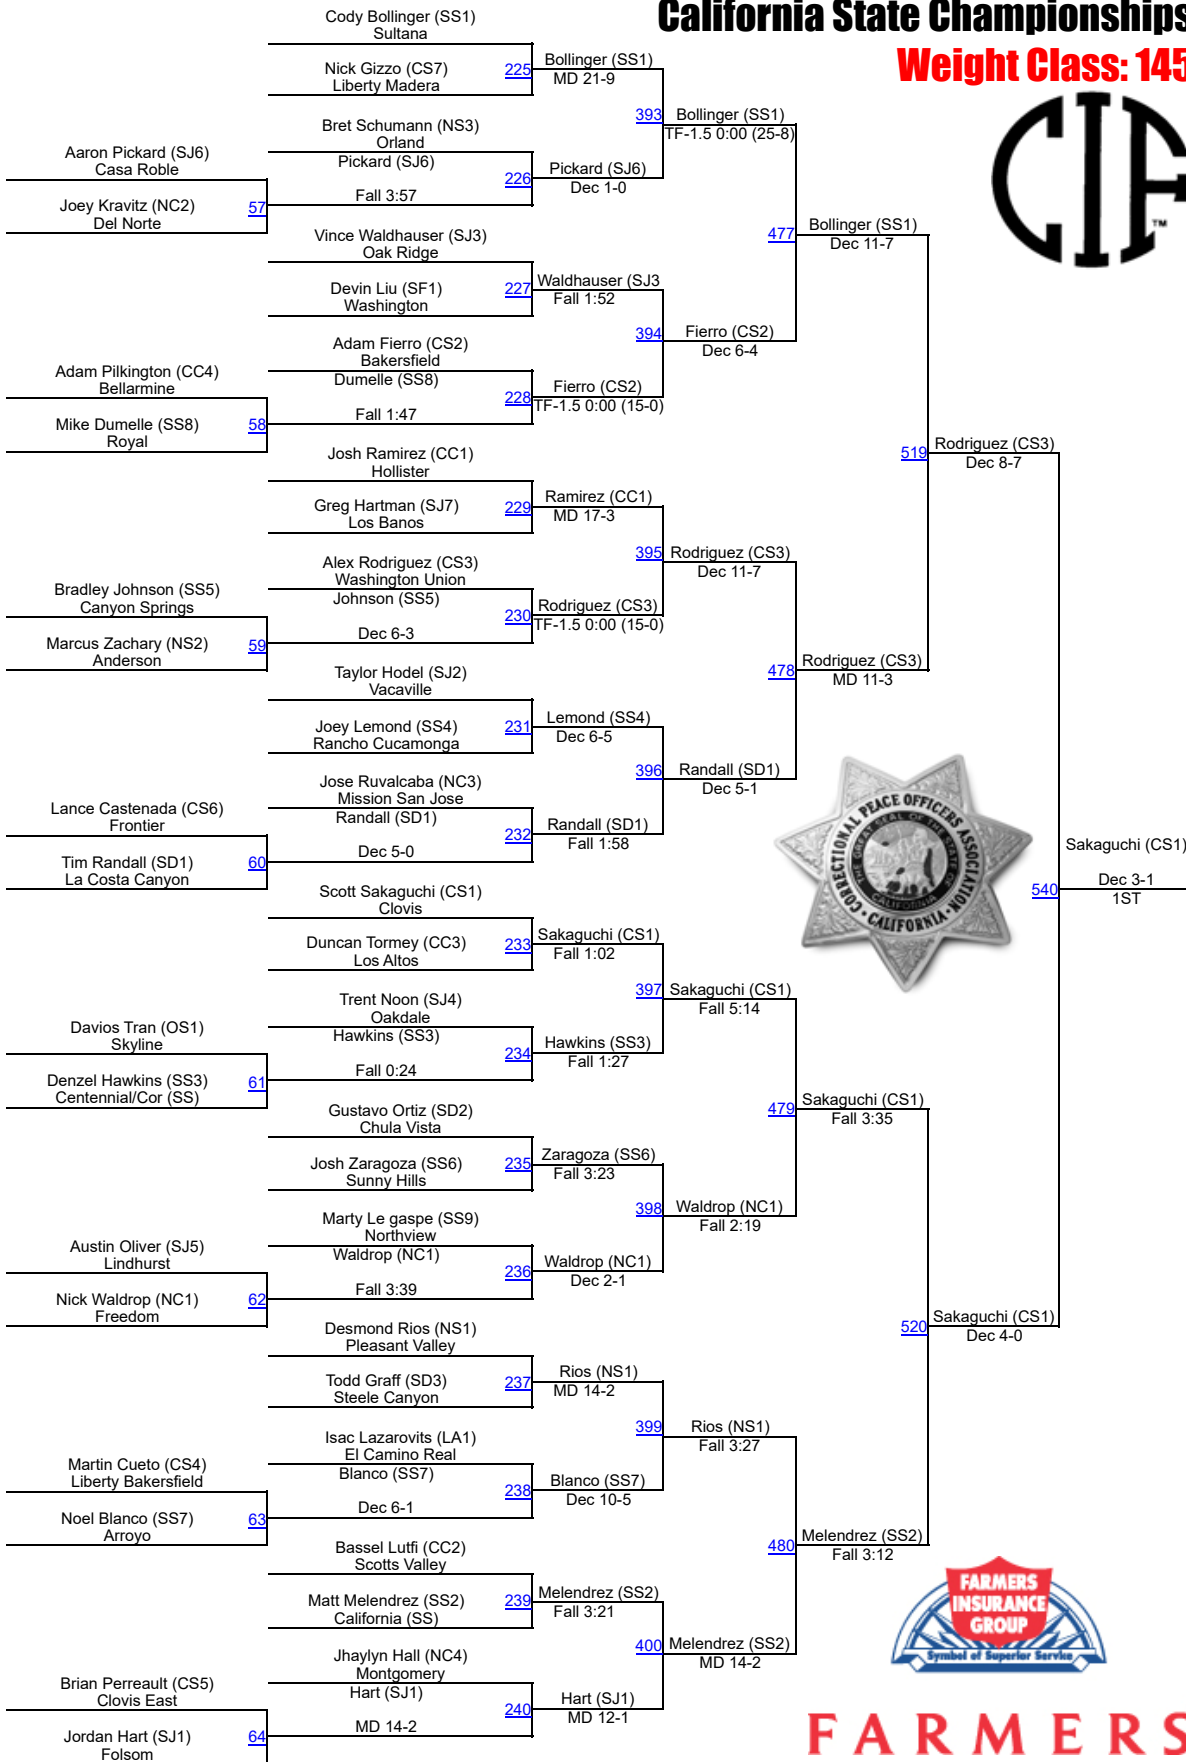 California State Championships
Weight Class: 145
CIF
™
Cody Bollinger (SS1)
Sultana
Nick Gizzo (CS7)
Liberty Madera
225
Bollinger (SS1)
MD 21-9
393
Bollinger (SS1)
TF-1.5 0:00 (25-8)
Bret Schumann (NS3)
Orland
Aaron Pickard (SJ6)
Casa Roble
Pickard (SJ6)
Fall 3:57
226
Pickard (SJ6)
Dec 1-0
Joey Kravitz (NC2)
Del Norte
57
Vince Waldhauser (SJ3)
Oak Ridge
477
Bollinger (SS1)
Dec 11-7
Devin Liu (SF1)
Washington
227
Waldhauser (SJ3
Fall 1:52
394
Fierro (CS2)
Dec 6-4
Adam Fierro (CS2)
Bakersfield
Adam Pilkington (CC4)
Bellarmine
Dumelle (SS8)
Fall 1:47
228
Fierro (CS2)
TF-1.5 0:00 (15-0)
Mike Dumelle (SS8)
Royal
58
Josh Ramirez (CC1)
Hollister
519
Rodriguez (CS3)
Dec 8-7
Greg Hartman (SJ7)
Los Banos
229
Ramirez (CC1)
MD 17-3
395
Rodriguez (CS3)
Dec 11-7
Alex Rodriguez (CS3)
Washington Union
Bradley Johnson (SS5)
Canyon Springs
Johnson (SS5)
Dec 6-3
230
Rodriguez (CS3)
TF-1.5 0:00 (15-0)
Marcus Zachary (NS2)
Anderson
59
Taylor Hodel (SJ2)
Vacaville
478
Rodriguez (CS3)
MD 11-3
Joey Lemond (SS4)
Rancho Cucamonga
231
Lemond (SS4)
Dec 6-5
396
Randall (SD1)
Dec 5-1
Jose Ruvalcaba (NC3)
Mission San Jose
Lance Castenada (CS6)
Frontier
Randall (SD1)
Dec 5-0
232
Randall (SD1)
Fall 1:58
Tim Randall (SD1)
La Costa Canyon
60
CORRECTIONAL PEACE OFFICERS ASSOCIATION
CALIFORNIA
540
Sakaguchi (CS1)
Dec 3-1
1ST
Scott Sakaguchi (CS1)
Clovis
Duncan Tormey (CC3)
Los Altos
233
Sakaguchi (CS1)
Fall 1:02
397
Sakaguchi (CS1)
Fall 5:14
Trent Noon (SJ4)
Oakdale
Davios Tran (OS1)
Skyline
Hawkins (SS3)
Fall 0:24
234
Hawkins (SS3)
Fall 1:27
Denzel Hawkins (SS3)
Centennial/Cor (SS)
61
Gustavo Ortiz (SD2)
Chula Vista
479
Sakaguchi (CS1)
Fall 3:35
Josh Zaragoza (SS6)
Sunny Hills
235
Zaragoza (SS6)
Fall 3:23
398
Waldrop (NC1)
Fall 2:19
Marty Le gaspe (SS9)
Northview
Austin Oliver (SJ5)
Lindhurst
Waldrop (NC1)
Fall 3:39
236
Waldrop (NC1)
Dec 2-1
Nick Waldrop (NC1)
Freedom
62
520
Sakaguchi (CS1)
Dec 4-0
Desmond Rios (NS1)
Pleasant Valley
Todd Graff (SD3)
Steele Canyon
237
Rios (NS1)
MD 14-2
399
Rios (NS1)
Fall 3:27
Isac Lazarovits (LA1)
El Camino Real
Martin Cueto (CS4)
Liberty Bakersfield
Blanco (SS7)
Dec 6-1
238
Blanco (SS7)
Dec 10-5
Noel Blanco (SS7)
Arroyo
63
Bassel Lutfi (CC2)
Scotts Valley
480
Melendrez (SS2)
Fall 3:12
Matt Melendrez (SS2)
California (SS)
239
Melendrez (SS2)
Fall 3:21
400
Melendrez (SS2)
MD 14-2
Jhaylyn Hall (NC4)
Montgomery
Brian Perreault (CS5)
Clovis East
Hart (SJ1)
MD 14-2
240
Hart (SJ1)
MD 12-1
Jordan Hart (SJ1)
Folsom
64
FARMERS
INSURANCE
GROUP
Symbol of Superior Service
FARMERS